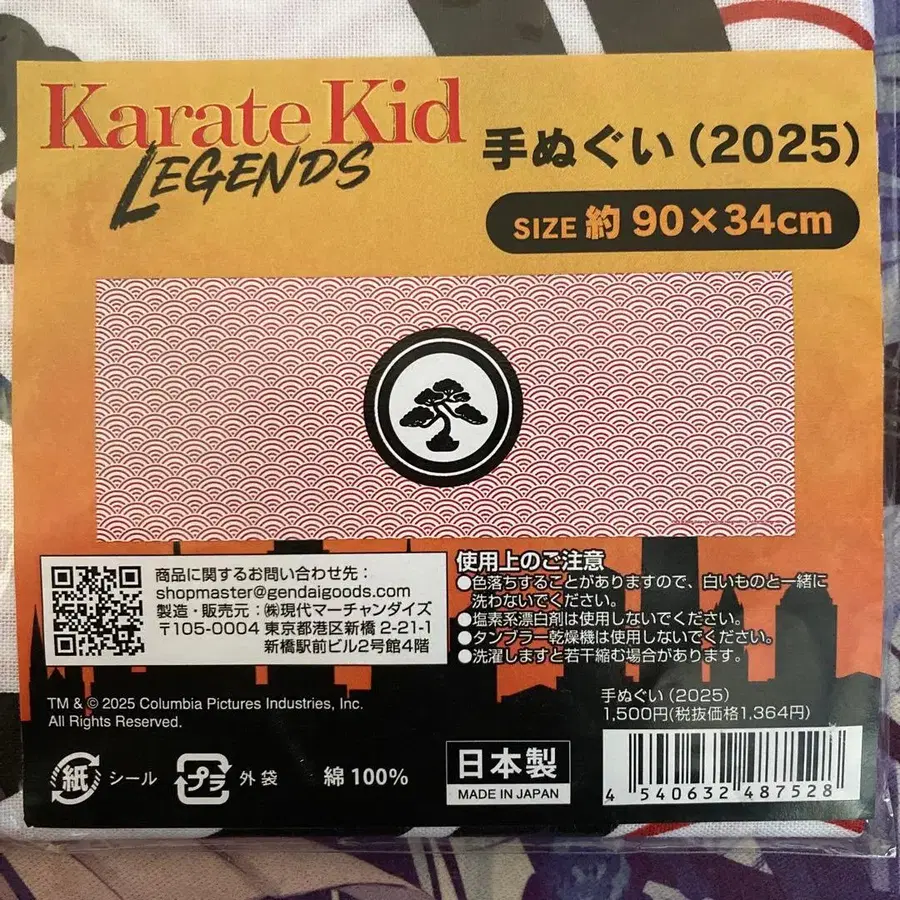 Karate Kid
LEGENDS
手ぬぐい(2025)
SIZE 約 90×34cm
商品に関するお問い合わせ先：
shopmaster@gendaigoods.com
製造・販売元：㈱現代マーチャンダイズ
〒105-0004 東京都港区新橋 2-21-1
新橋駅前ビル2号館4階
使用上のご注意
●色落ちすることがありますので、白いものと一緒に
洗わないでください。
●塩素系漂白剤は使用しないでください。
●タンブラー乾燥機は使用しないでください。
●洗濯しますと若干縮む場合があります。
TM & © 2025 Columbia Pictures Industries, Inc.
All Rights Reserved.
手ぬぐい(2025)
1,500円(税抜価格1,364円)
紙 シール プラ 外袋 綿 100%
日本製
MADE IN JAPAN
4 540632 487528